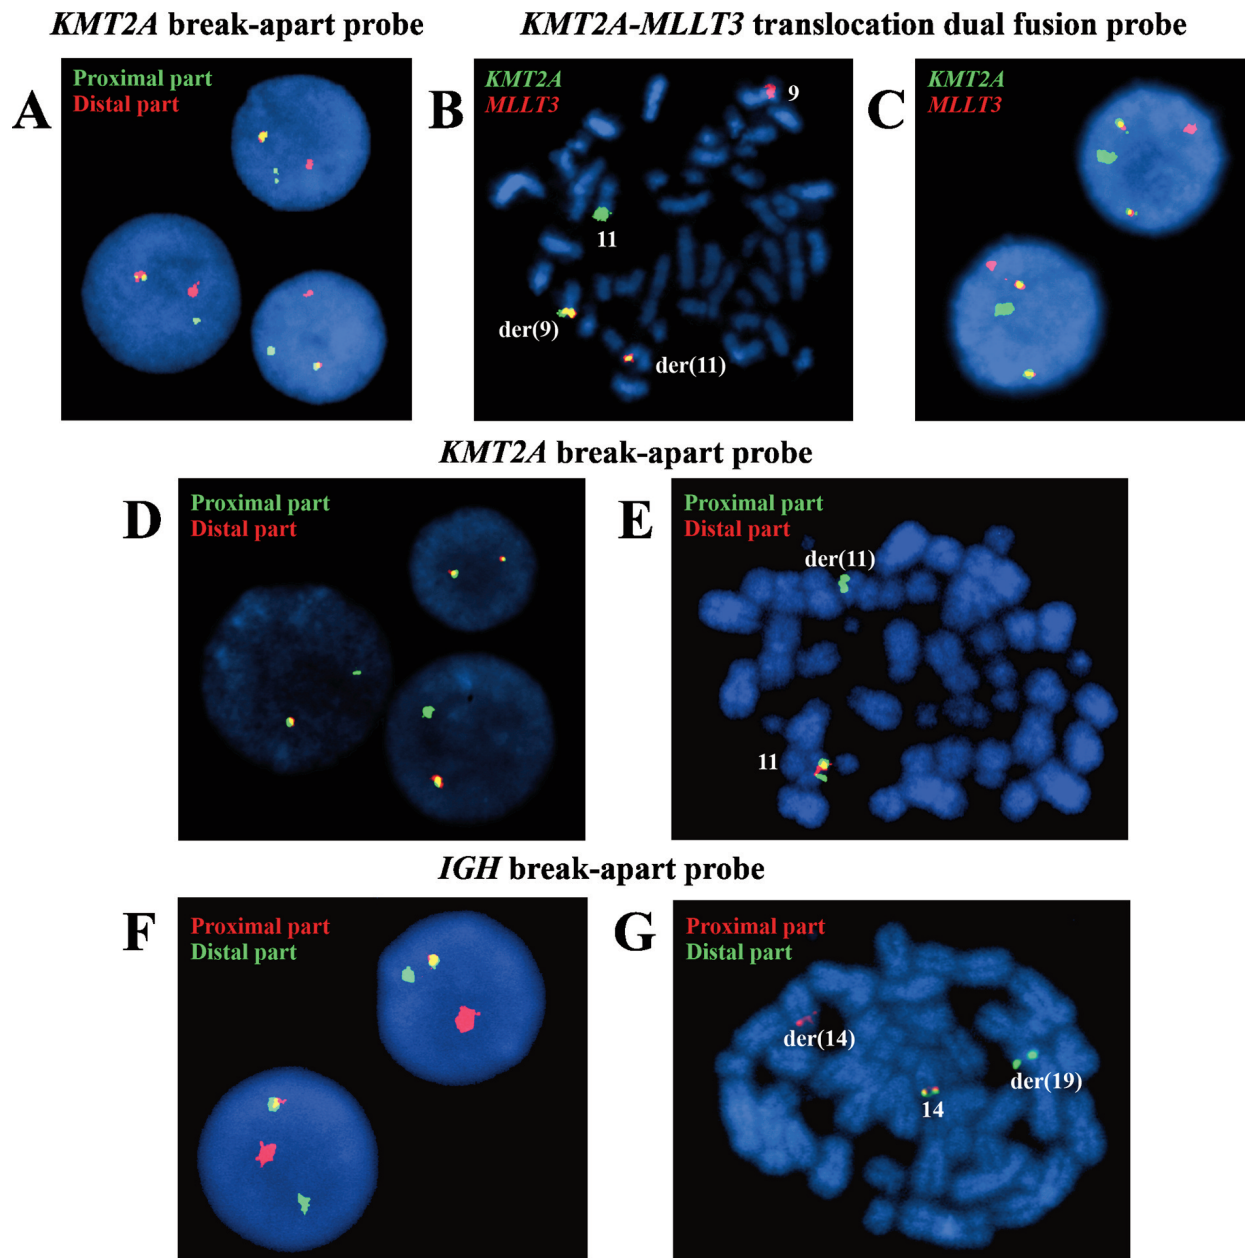 KMT2A break-apart probe
KMT2A-MLLT3 translocation dual fusion probe
A
Proximal part
Distal part
B
KMT2A
MLLT3
9
11
der(9)
der(11)
C
KMT2A
MLLT3
KMT2A break-apart probe
D
Proximal part
Distal part
E
Proximal part
Distal part
der(11)
11
IGH break-apart probe
F
Proximal part
Distal part
G
Proximal part
Distal part
der(14)
der(19)
14